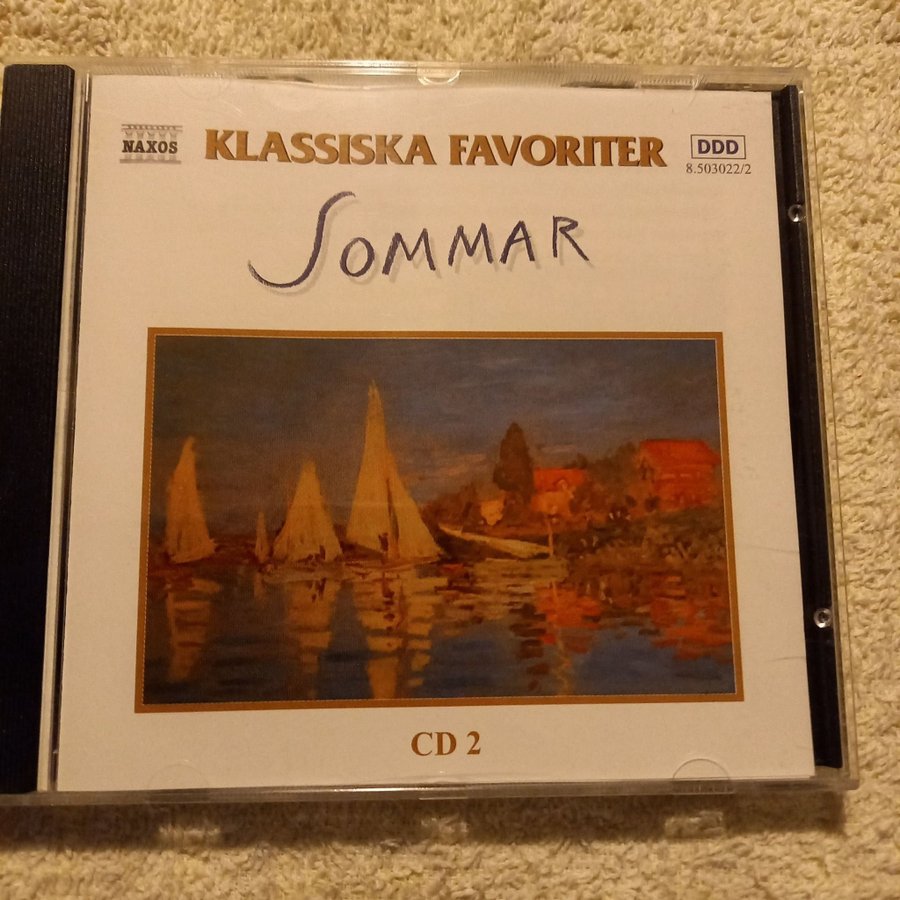 NAXOS
KLASSISKA FAVORITER
DDD
8.503022/2
SOMMAR
CD 2